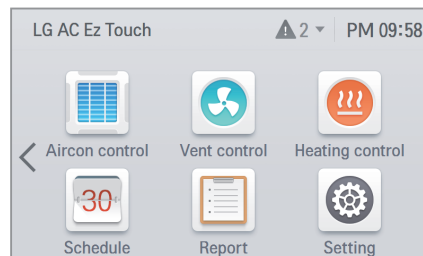 LG AC Ez Touch 2 PM 09:58
Aircon control Vent control Heating control
30
Schedule Report Setting